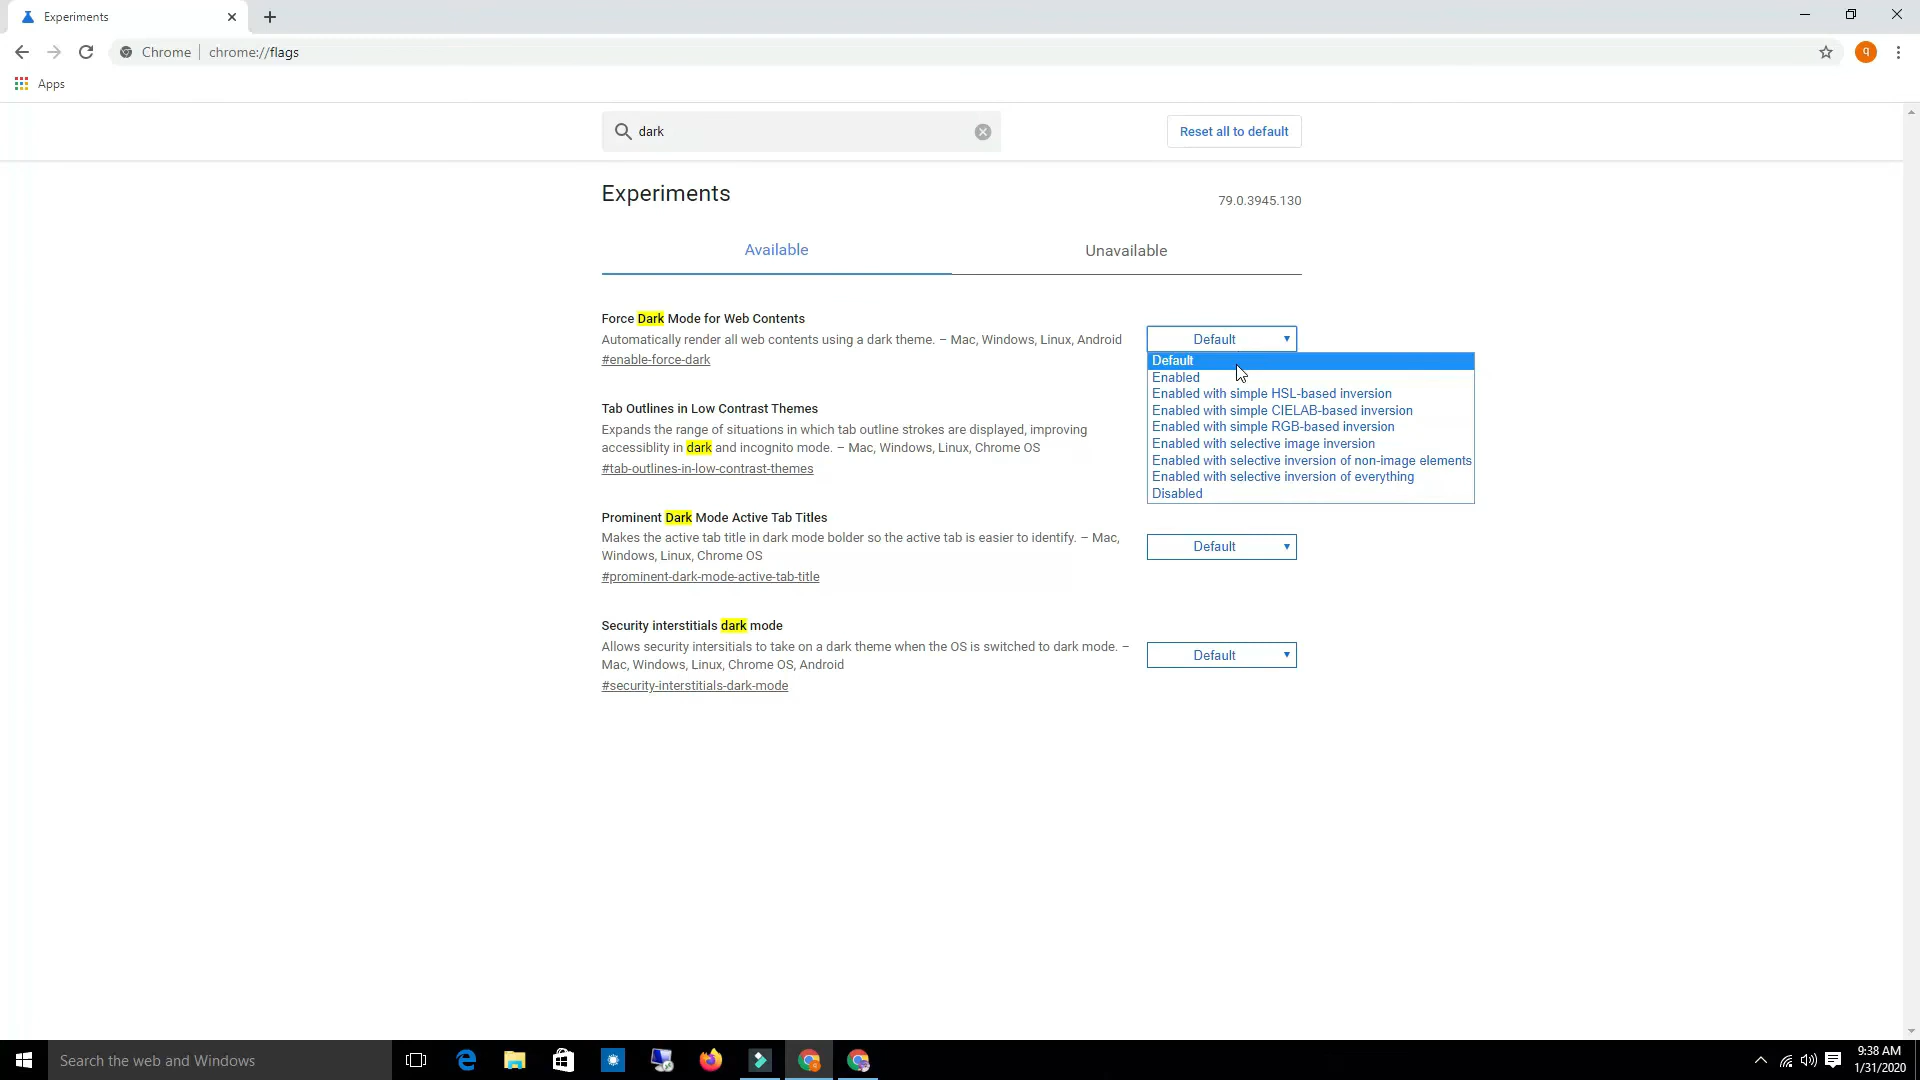 Experiments
Chrome
chrome://flags
q
Apps
dark
Reset all to default
Experiments
79.0.3945.130
Available
Unavailable
Force Dark Mode for Web Contents
Automatically render all web contents using a dark theme. – Mac, Windows, Linux, Android
#enable-force-dark
Default
Default
Enabled
Enabled with simple HSL-based inversion
Enabled with simple CIELAB-based inversion
Enabled with simple RGB-based inversion
Enabled with selective image inversion
Enabled with selective inversion of non-image elements
Enabled with selective inversion of everything
Disabled
Tab Outlines in Low Contrast Themes
Expands the range of situations in which tab outline strokes are displayed, improving
accessiblity in dark and incognito mode. – Mac, Windows, Linux, Chrome OS
#tab-outlines-in-low-contrast-themes
Prominent Dark Mode Active Tab Titles
Makes the active tab title in dark mode bolder so the active tab is easier to identify. – Mac,
Windows, Linux, Chrome OS
#prominent-dark-mode-active-tab-title
Default
Security interstitials dark mode
Allows security intersitials to take on a dark theme when the OS is switched to dark mode. –
Mac, Windows, Linux, Chrome OS, Android
#security-interstitials-dark-mode
Default
Search the web and Windows
9:38 AM
1/31/2020